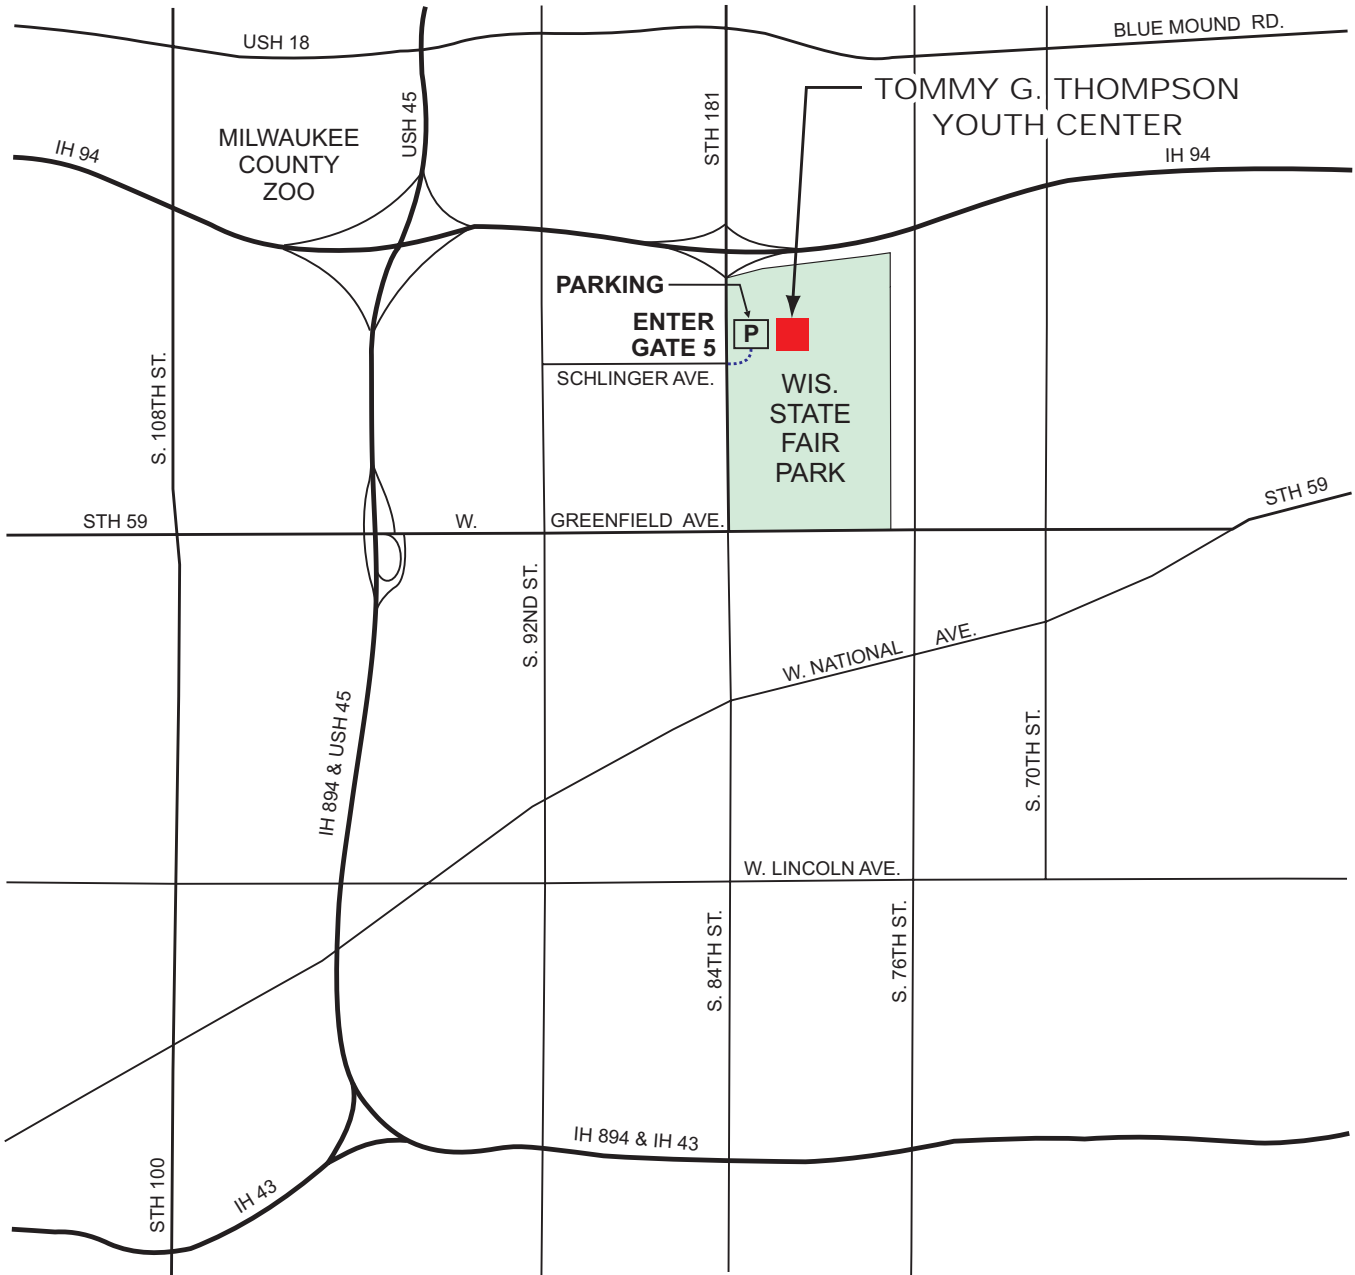 BLUE MOUND RD.
USH 18
TOMMY G. THOMPSON
YOUTH CENTER
USH 45
STH 181
MILWAUKEE
COUNTY
ZOO
IH 94
IH 94
PARKING
ENTER
GATE 5
P
SCHLINGER AVE.
WIS.
STATE
FAIR
PARK
S. 108TH ST.
STH 59
STH 59
W. GREENFIELD AVE.
S. 92ND ST.
W. NATIONAL AVE.
IH 894 & USH 45
S. 70TH ST.
W. LINCOLN AVE.
S. 84TH ST.
S. 76TH ST.
IH 894 & IH 43
STH 100
IH 43